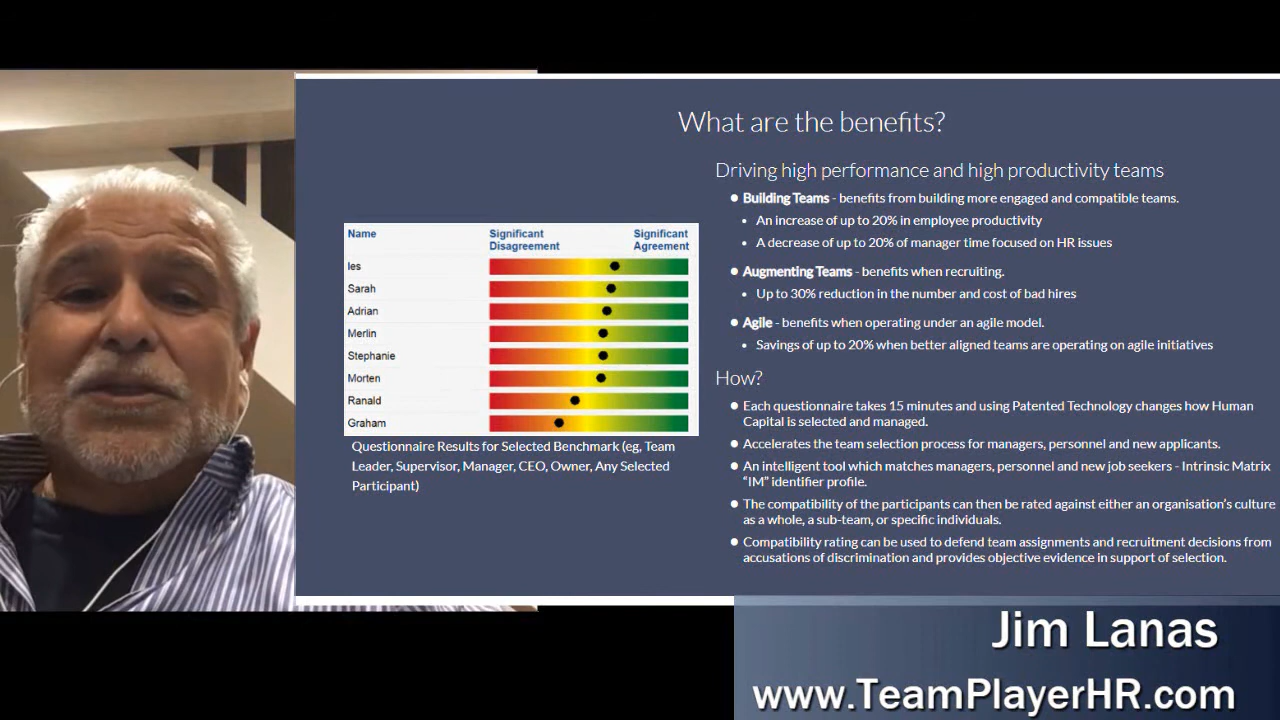 What are the benefits?
Name
Significant Disagreement
Significant Agreement
Ies
Sarah
Adrian
Merlin
Stephanie
Morten
Ranald
Graham
Questionnaire Results for Selected Benchmark (eg, Team
Leader, Supervisor, Manager, CEO, Owner, Any Selected
Participant)
Driving high performance and high productivity teams
Building Teams - benefits from building more engaged and compatible teams.
An increase of up to 20% in employee productivity
A decrease of up to 20% of manager time focused on HR issues
Augmenting Teams - benefits when recruiting.
Up to 30% reduction in the number and cost of bad hires
Agile - benefits when operating under an agile model.
Savings of up to 20% when better aligned teams are operating on agile initiatives
How?
Each questionnaire takes 15 minutes and using Patented Technology changes how Human
Capital is selected and managed.
Accelerates the team selection process for managers, personnel and new applicants.
An intelligent tool which matches managers, personnel and new job seekers - Intrinsic Matrix
“IM” identifier profile.
The compatibility of the participants can then be rated against either an organisation’s culture
as a whole, a sub-team, or specific individuals.
Compatibility rating can be used to defend team assignments and recruitment decisions from
accusations of discrimination and provides objective evidence in support of selection.
Jim Lanas
www.TeamPlayerHR.com